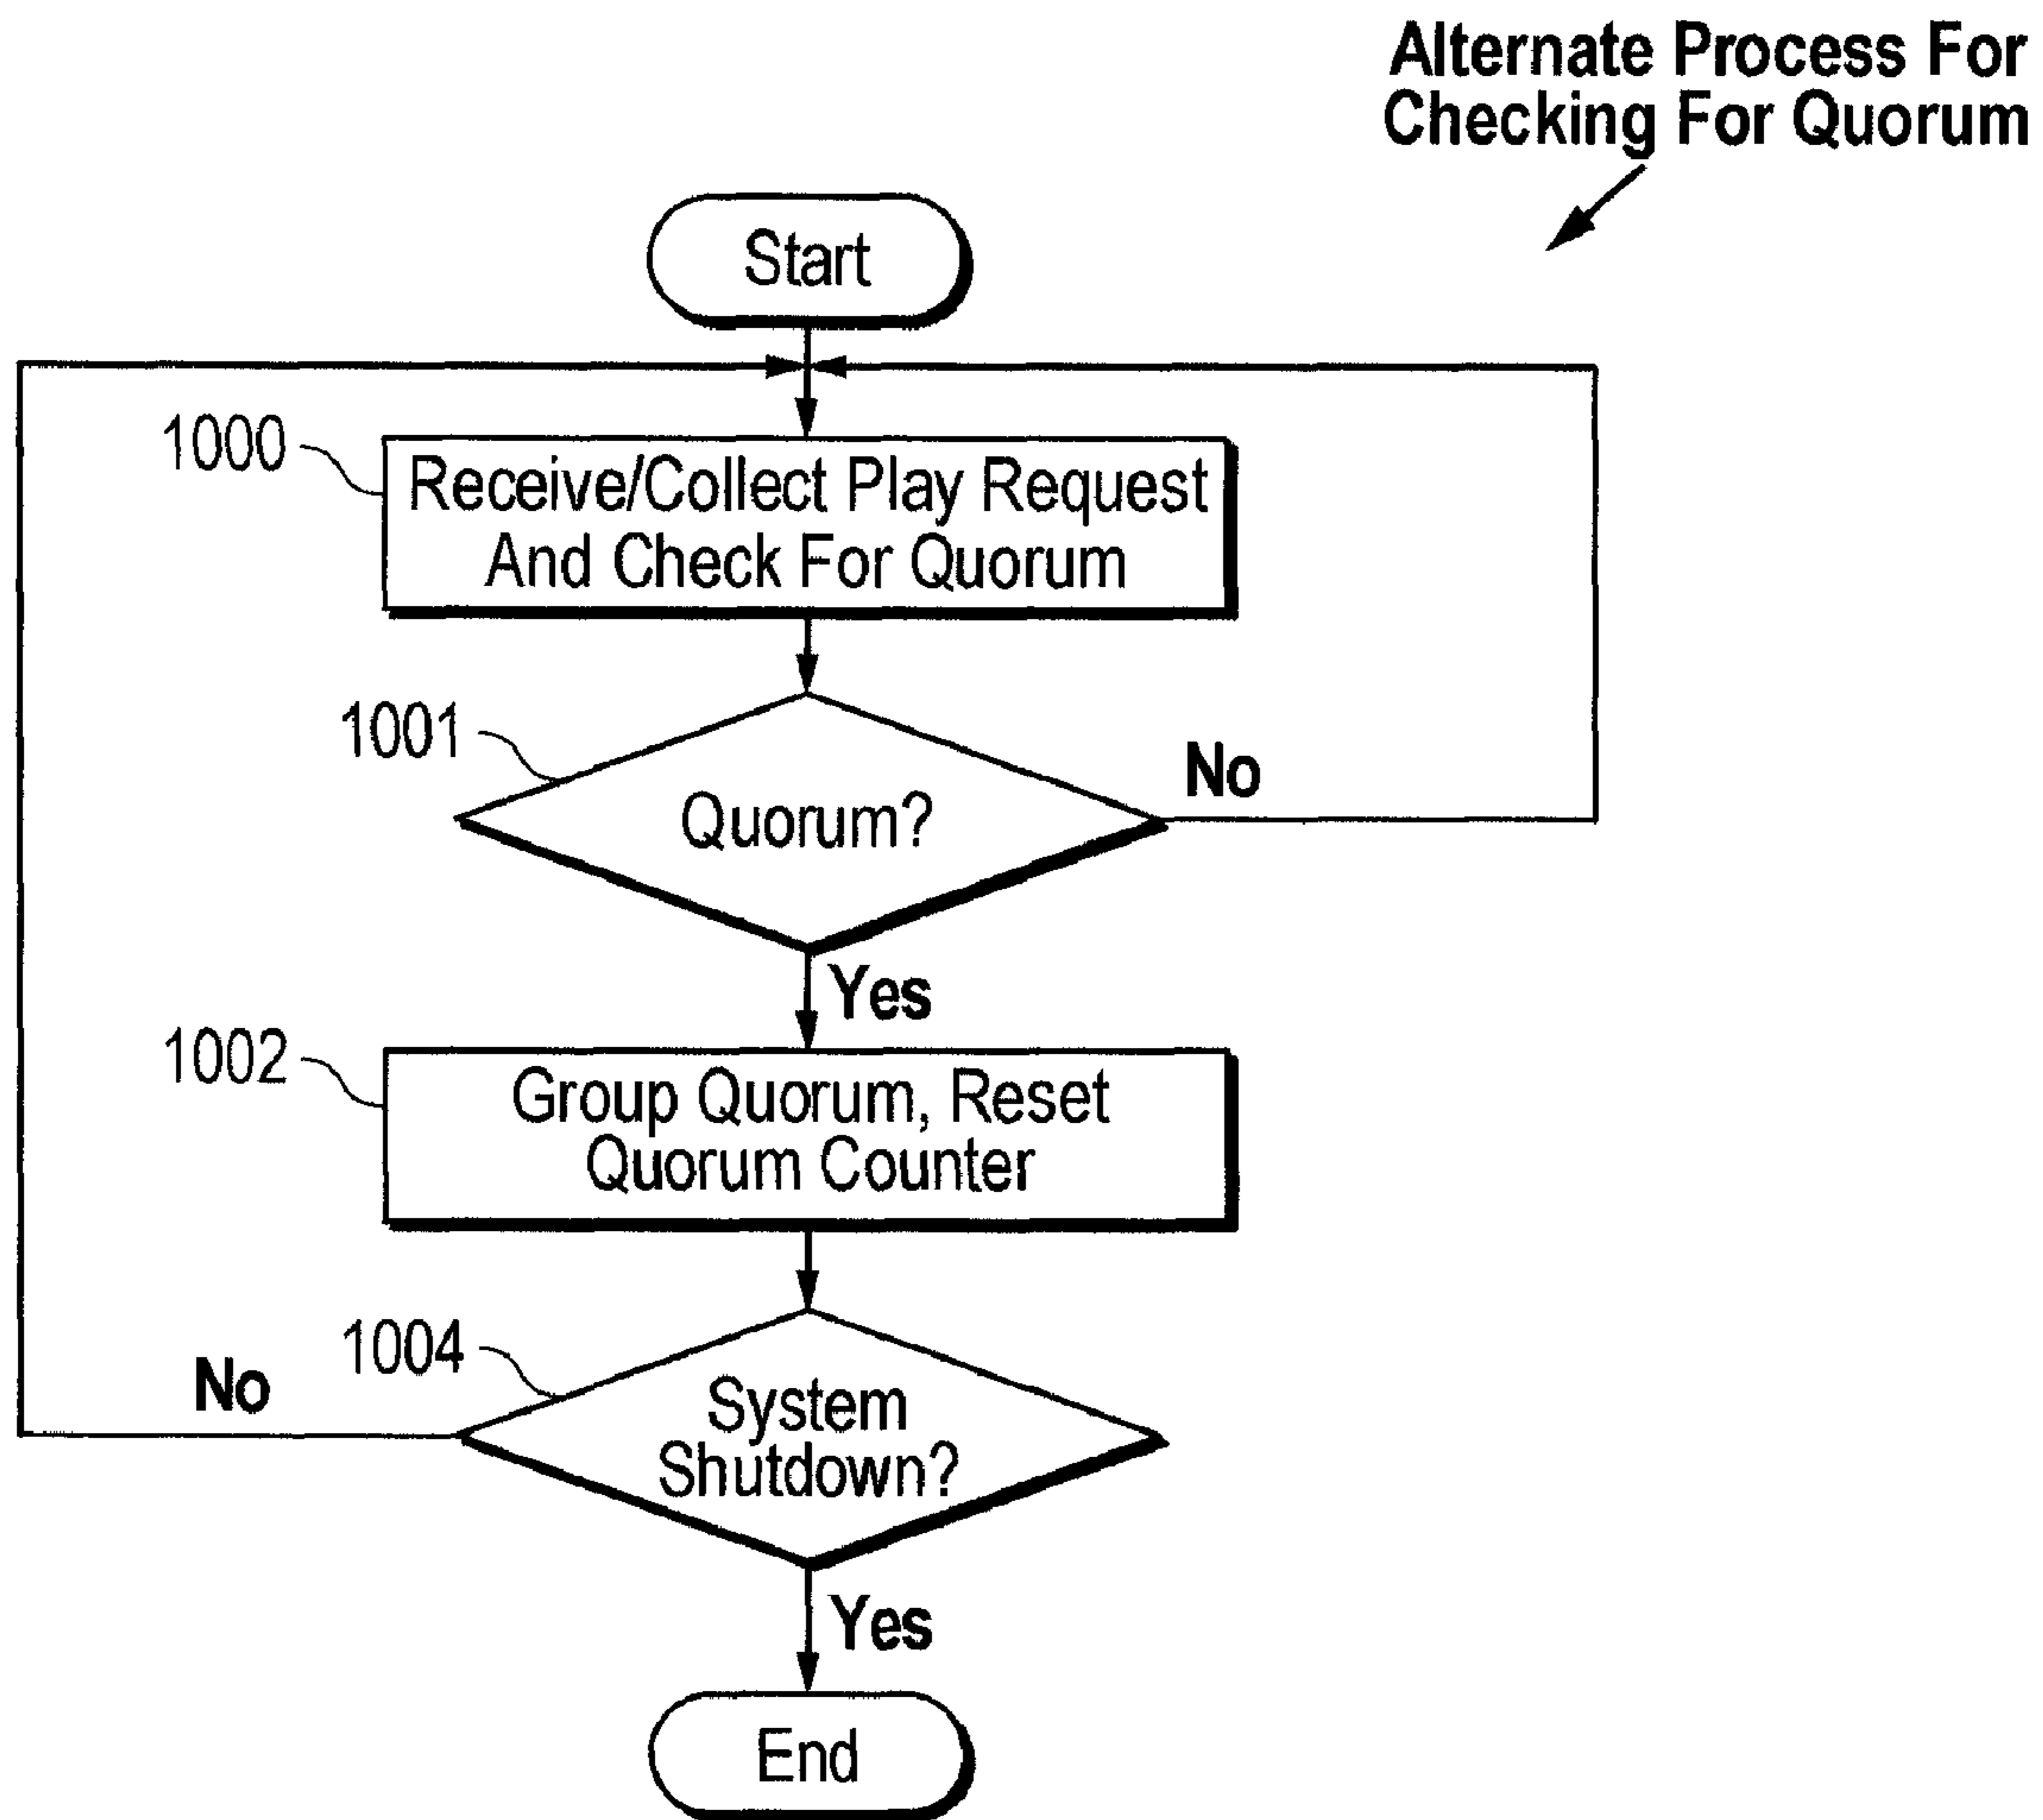 Alternate Process For
Checking For Quorum
Start
1000
Receive/Collect Play Request
And Check For Quorum
1001
Quorum?
No
Yes
1002
Group Quorum, Reset
Quorum Counter
1004
System
Shutdown?
No
Yes
End